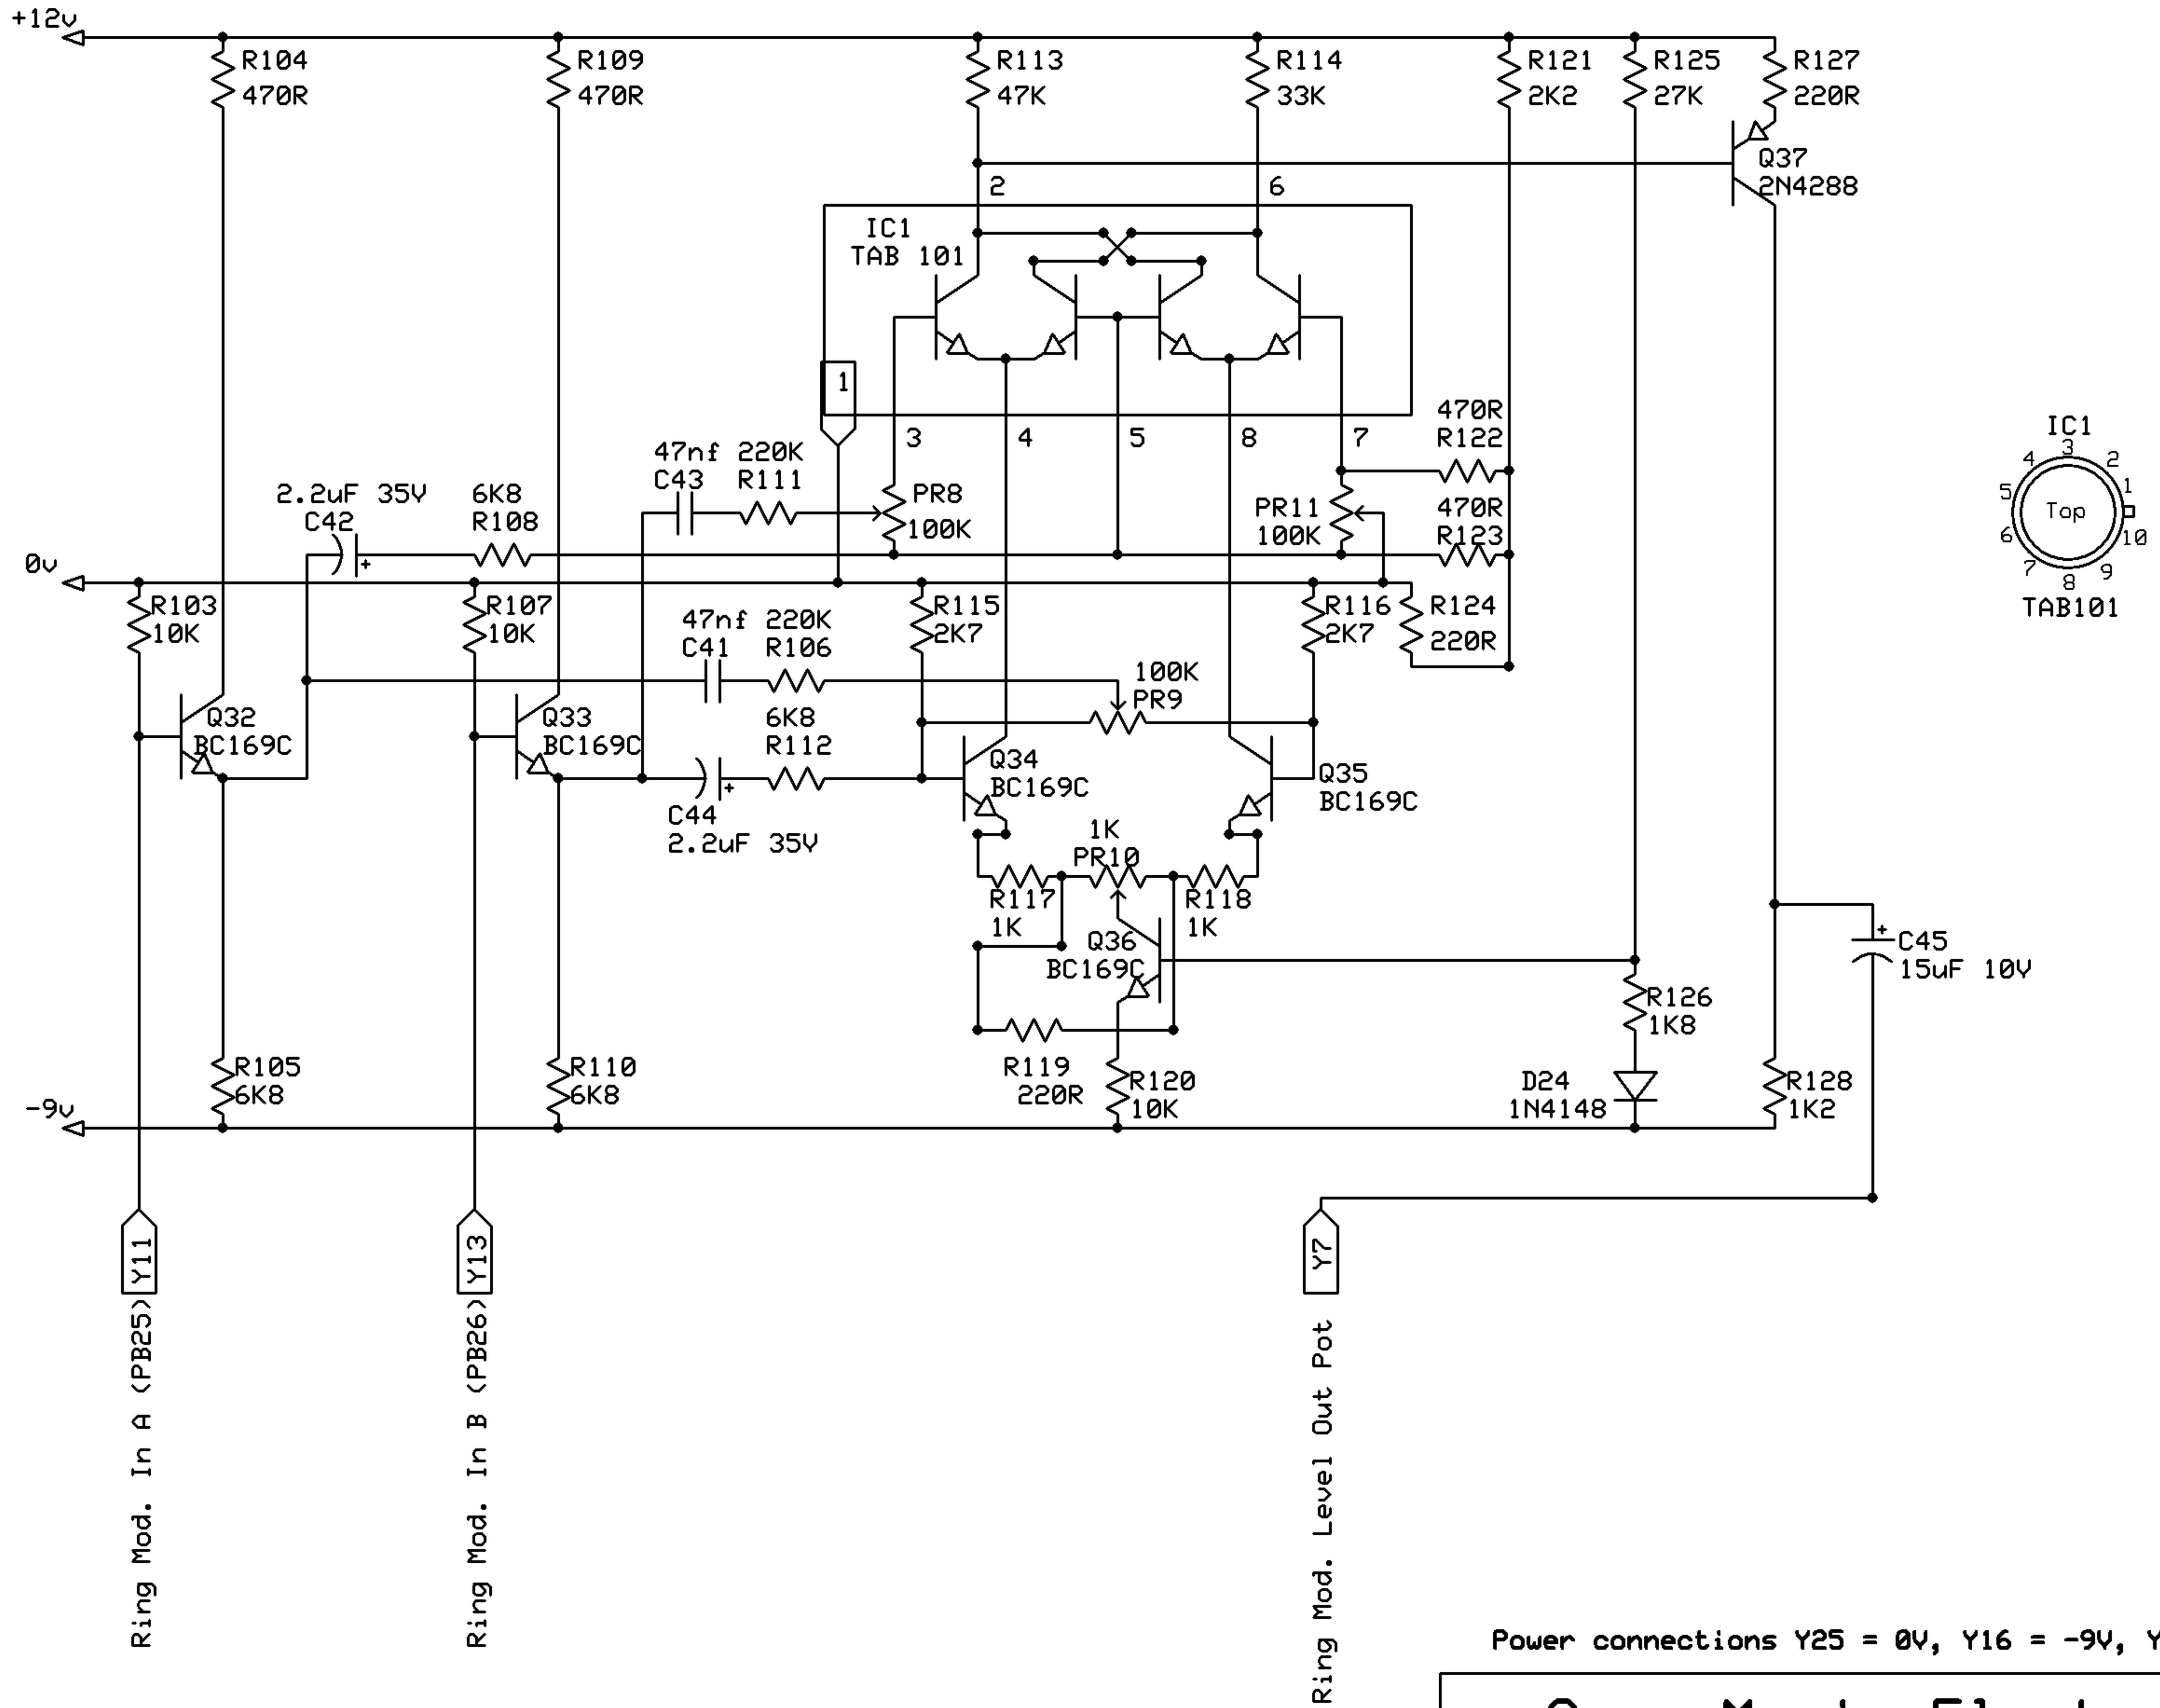 +12v
R104
470R
R109
470R
R113
47K
R114
33K
R121
2K2
R125
27K
R127
220R
Q37
2N4288
2
6
IC1
TAB 101
1
3
4
5
8
7
470R
R122
47nf 220K
C43
R111
PR8
100K
PR11
100K
470R
R123
2.2uF 35V
C42
6K8
R108
IC1
3
4
2
5
1
Top
6
10
7
9
8
TAB101
0v
R103
10K
R107
10K
47nf 220K
C41
R106
R115
2K7
R116
2K7
R124
220R
100K
PR9
6K8
R112
Q32
BC169C
Q33
BC169C
Q34
BC169C
Q35
BC169C
C44
2.2uF 35V
1K
PR10
R117
1K
R118
1K
Q36
BC169C
C45
15uF 10V
R126
1K8
R119
220R
R120
10K
D24
1N4148
R128
1K2
R105
6K8
R110
6K8
-9v
Y11
Y13
Y7
Ring Mod. In A (PB25)
Ring Mod. In B (PB26)
Ring Mod. Level Out Pot
Power connections Y25 = 0V, Y16 = -9V, Y